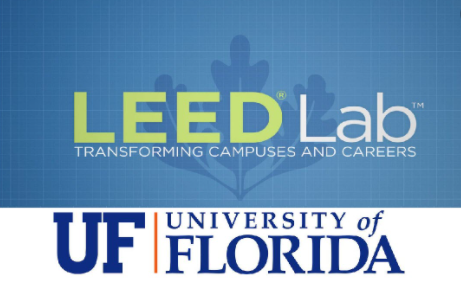 LEED® Lab™
TRANSFORMING CAMPUSES AND CAREERS
UF UNIVERSITY of
FLORIDA